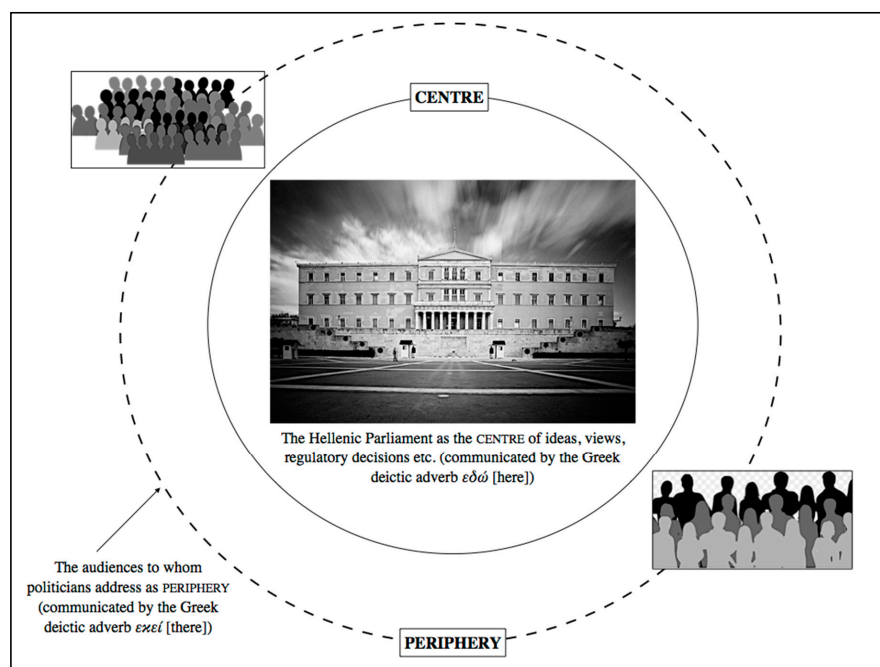 CENTRE
The Hellenic Parliament as the CENTRE of ideas, views,
regulatory decisions etc. (communicated by the Greek
deictic adverb εδώ [here])
The audiences to whom
politicians address as PERIPHERY
(communicated by the Greek
deictic adverb εκεί [there])
PERIPHERY